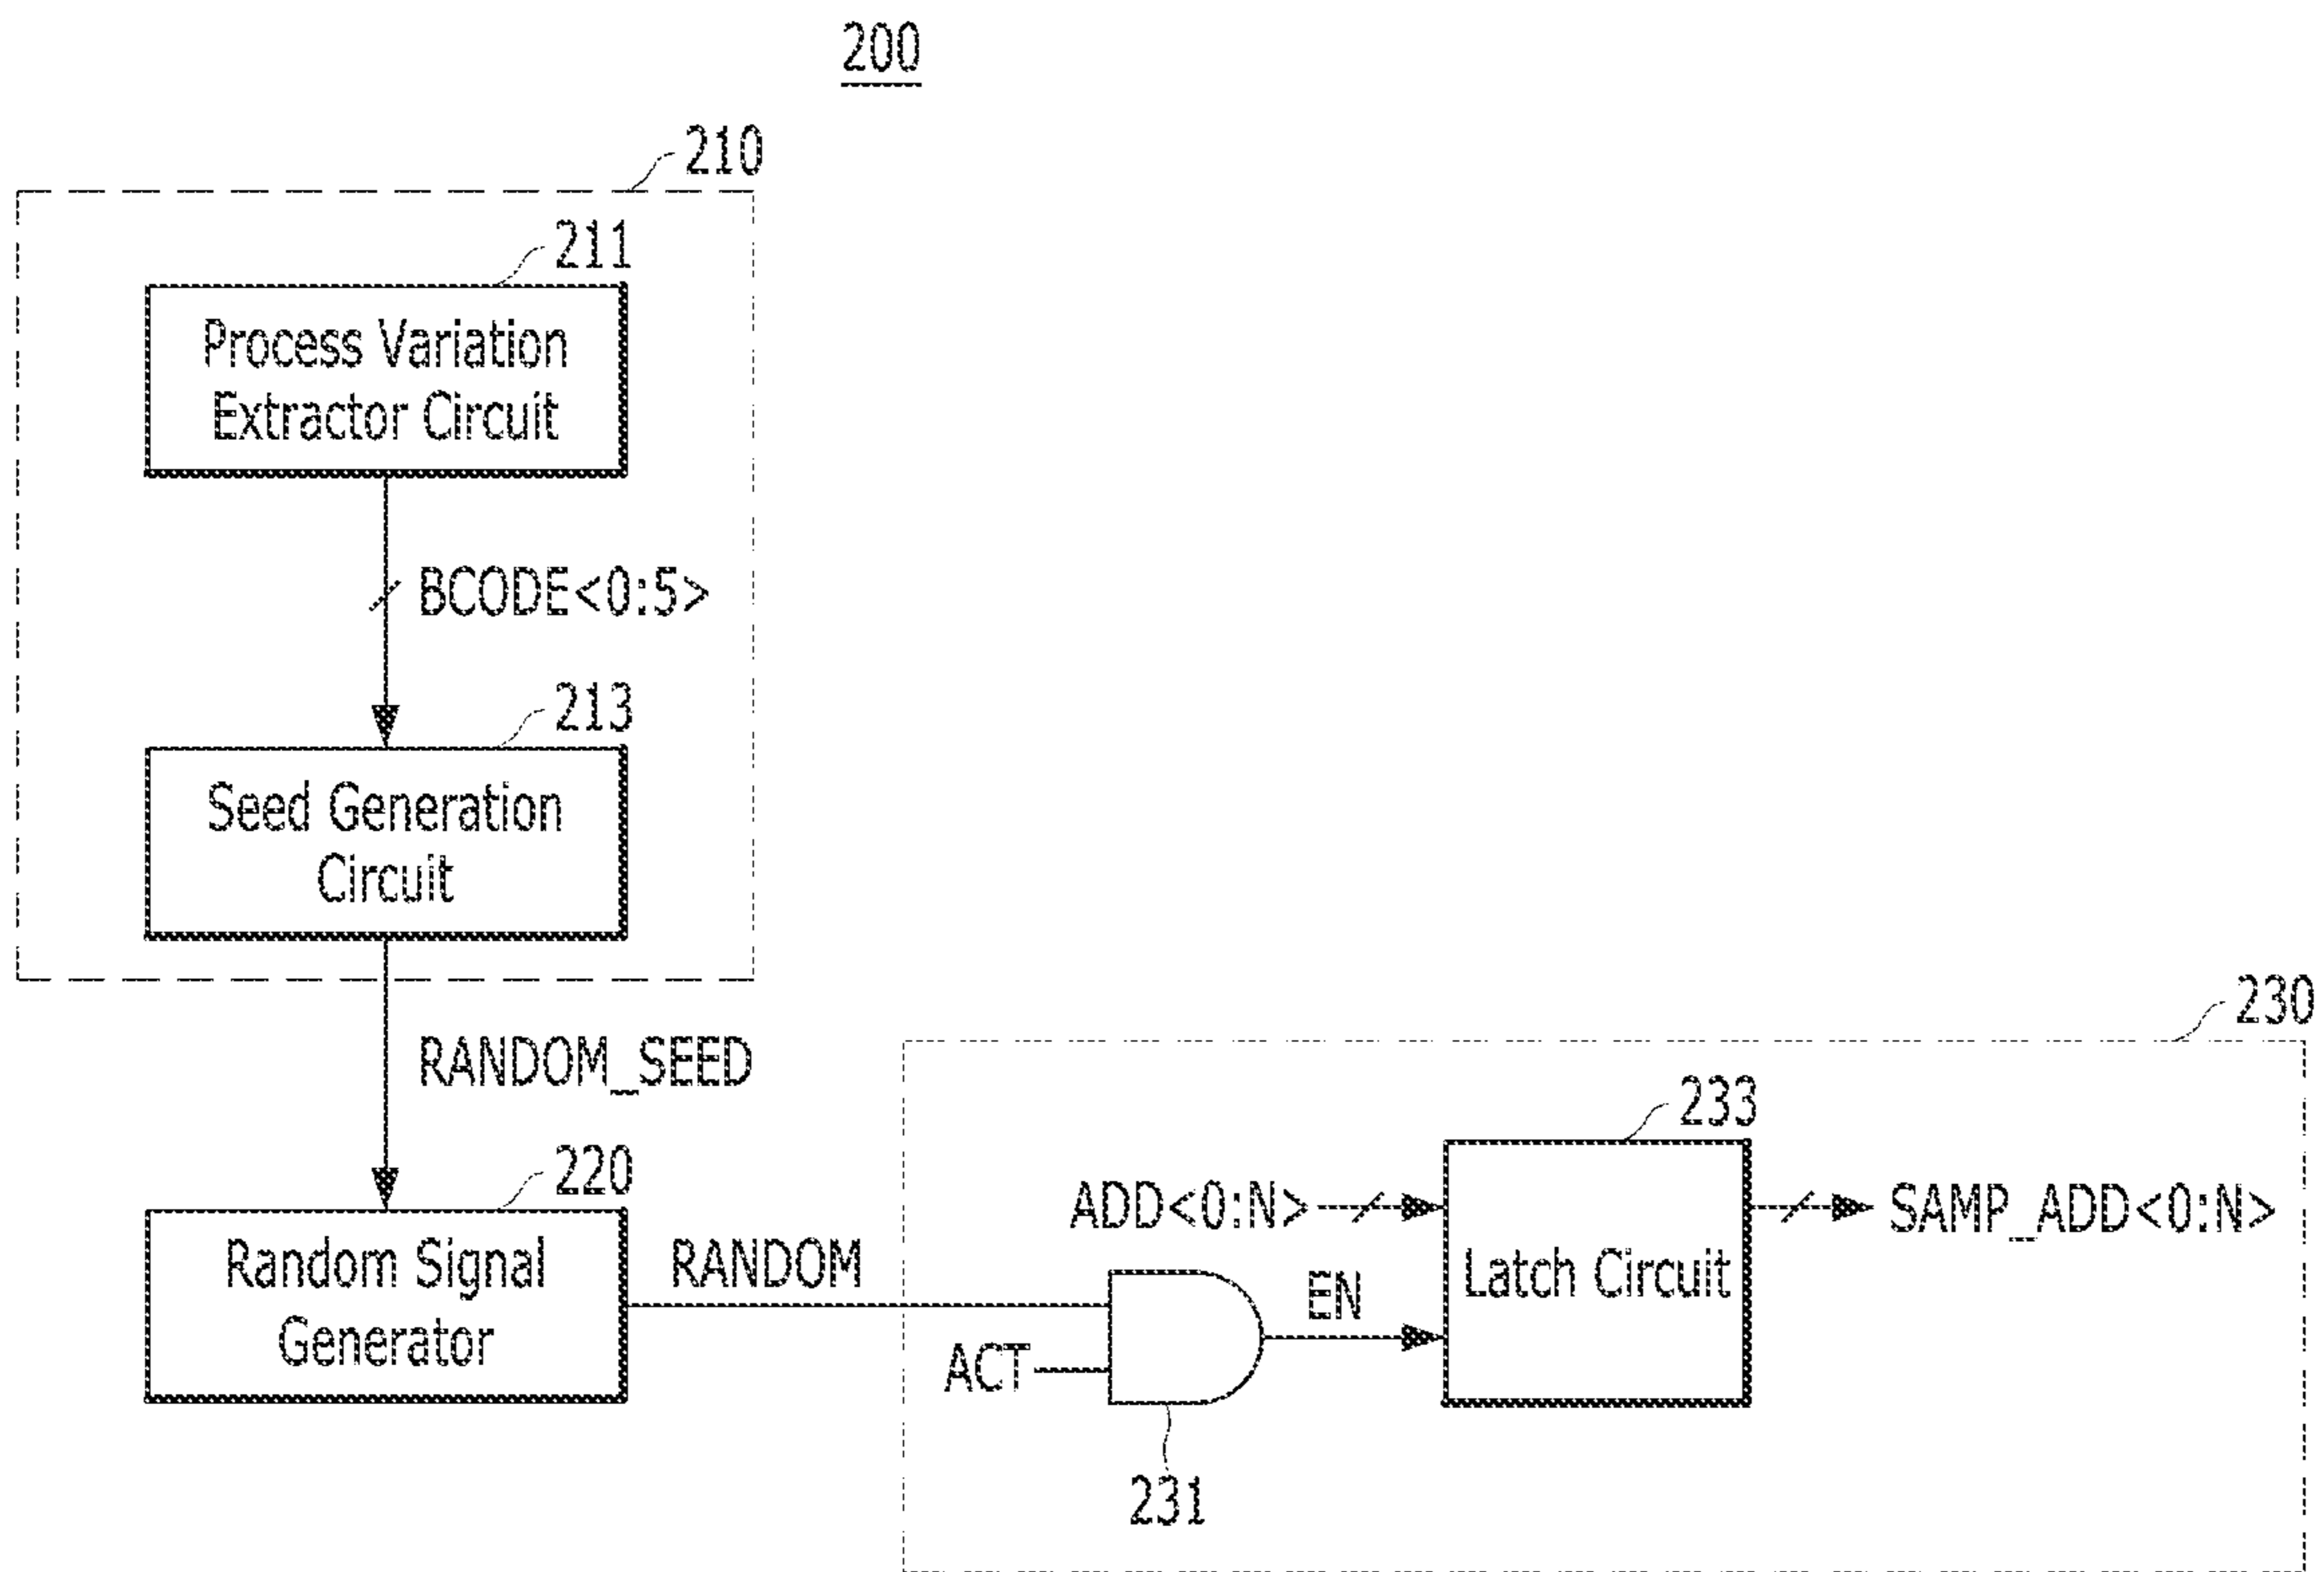 200
210
211
Process Variation
Extractor Circuit
BCODE<0:5>
213
Seed Generation
Circuit
RANDOM_SEED
220
Random Signal
Generator
RANDOM
230
233
ADD<0:N>
SAMP_ADD<0:N>
Latch Circuit
EN
ACT
231